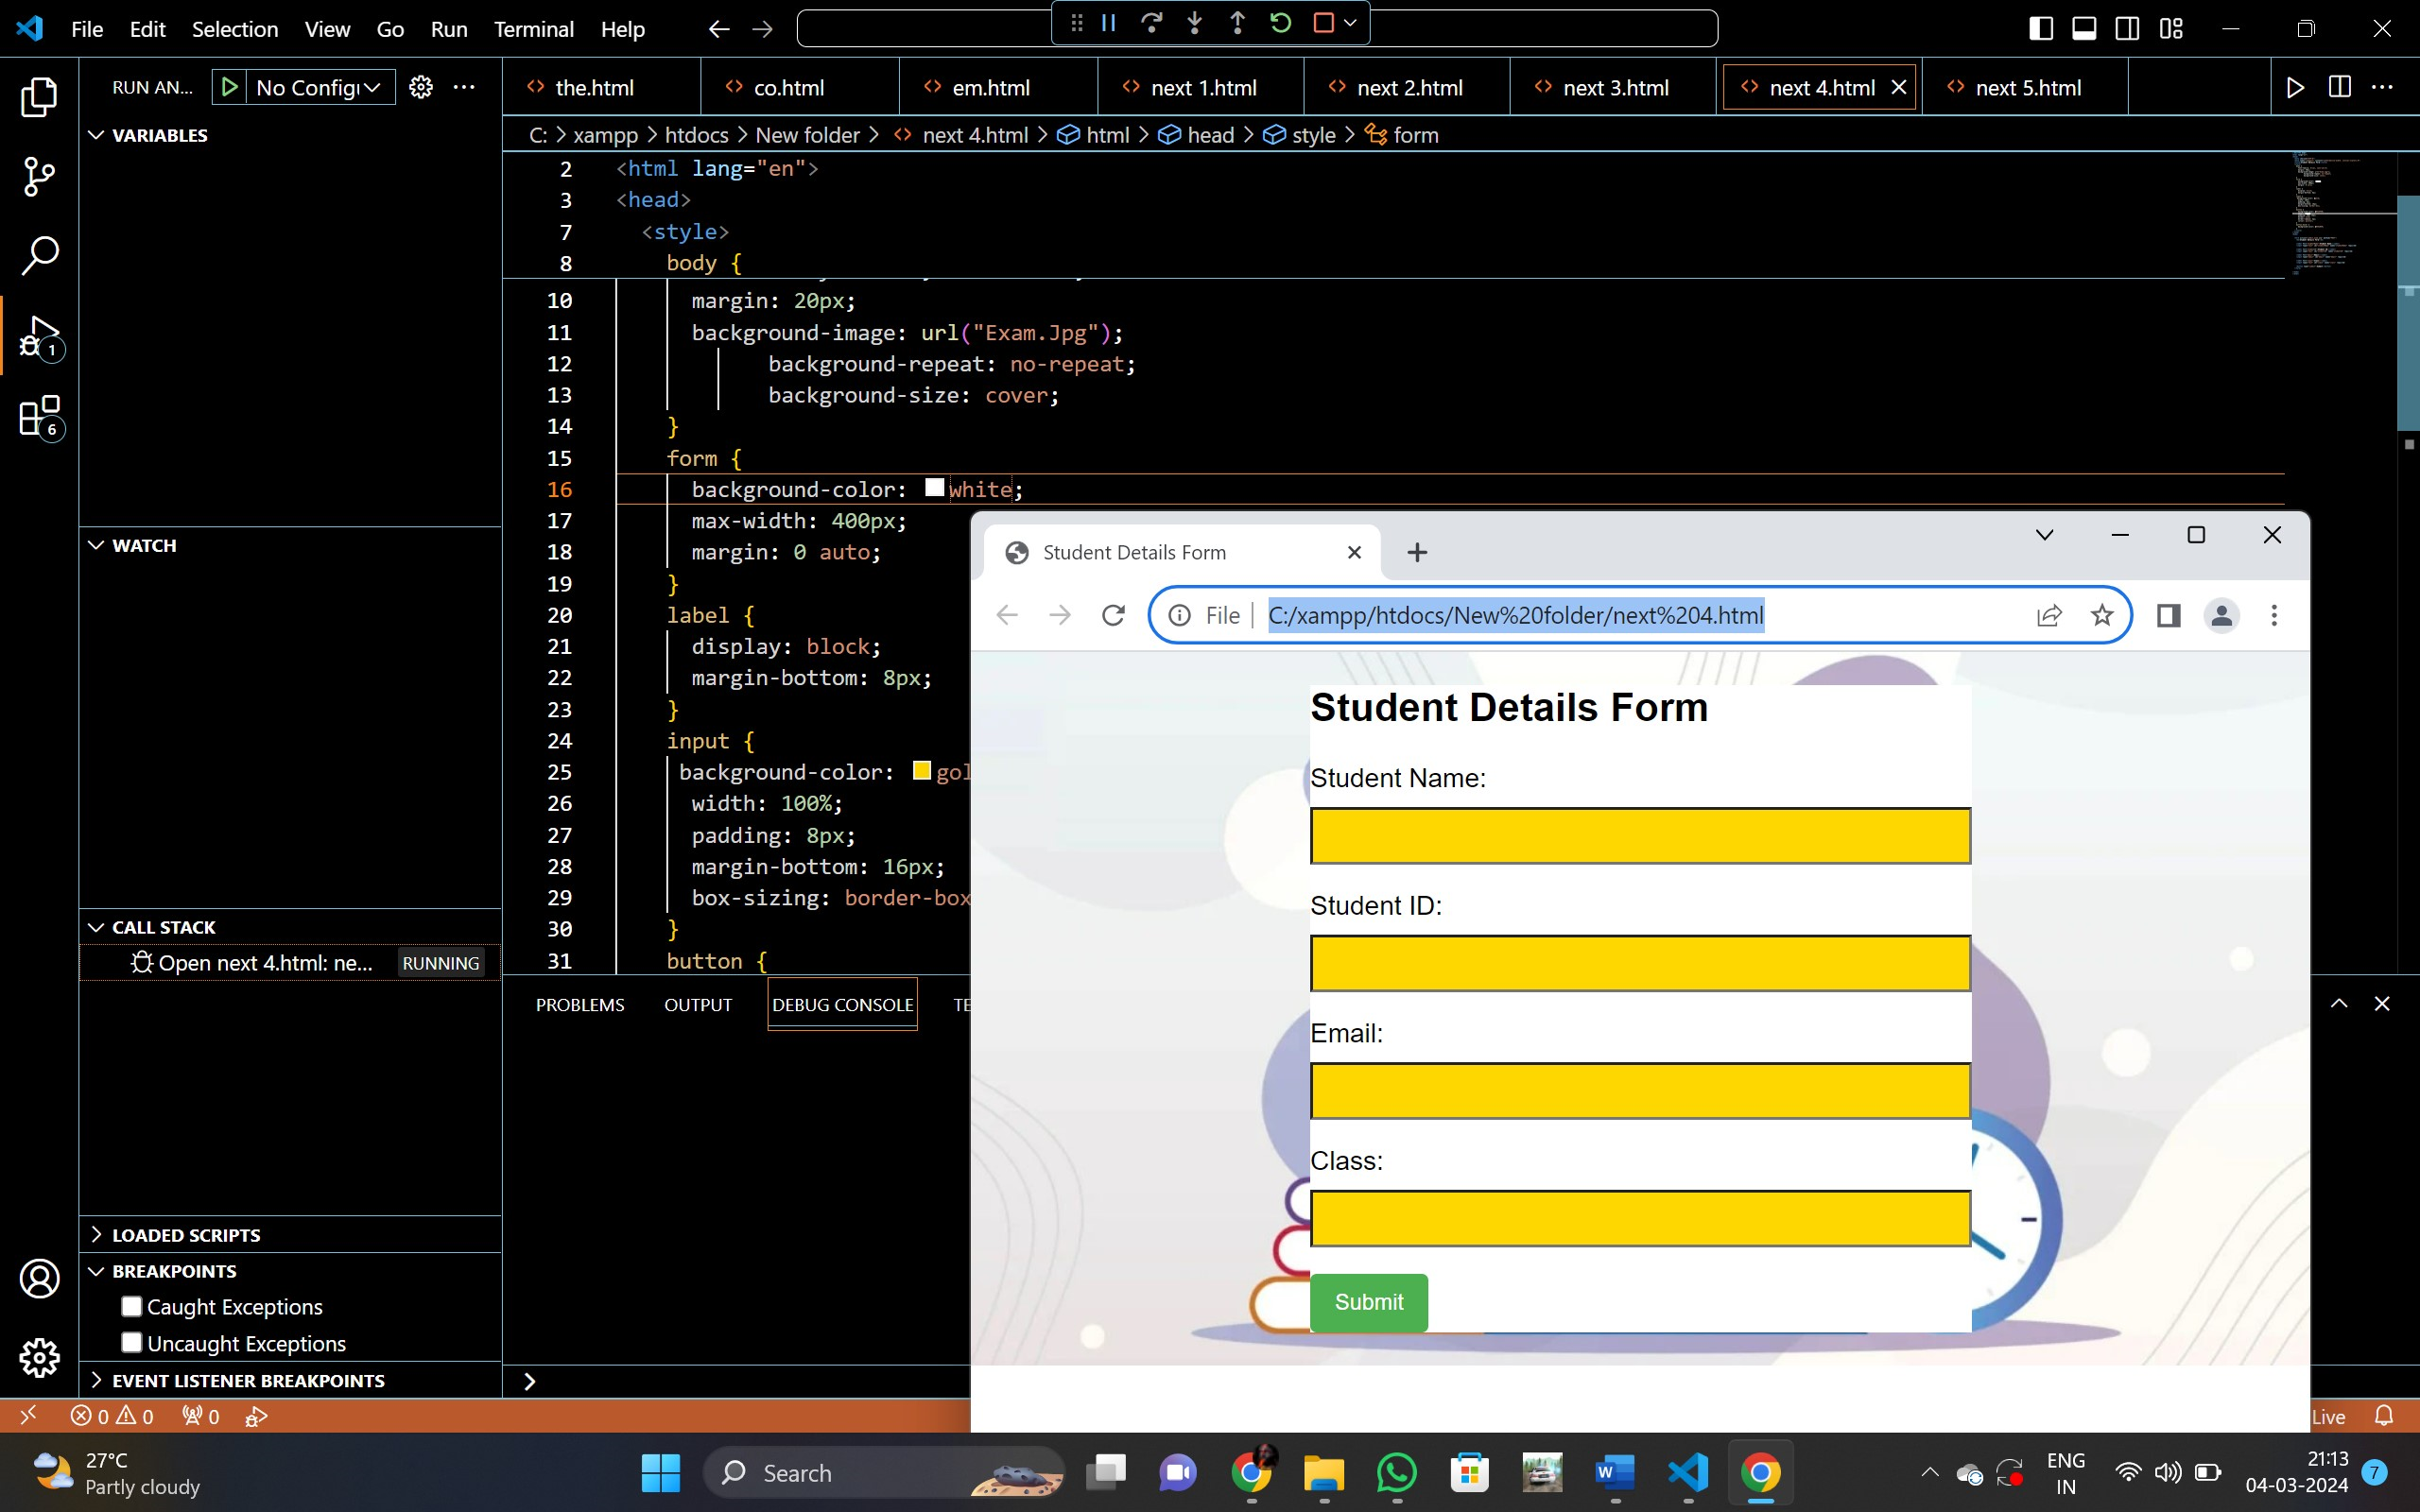 File Edit Selection View Go Run Terminal Help
RUN AN... No Config
the.html co.html em.html next 1.html next 2.html next 3.html next 4.html next 5.html
C: > xampp > htdocs > New folder > next 4.html > html > head > style > form
VARIABLES
WATCH
CALL STACK
Open next 4.html: ne... RUNNING
LOADED SCRIPTS
BREAKPOINTS
Caught Exceptions
Uncaught Exceptions
EVENT LISTENER BREAKPOINTS
1
6
2 <html lang="en">
3 <head>
7 <style>
8 body {
10 margin: 20px;
11 background-image: url("Exam.Jpg");
12 background-repeat: no-repeat;
13 background-size: cover;
14 }
15 form {
16 background-color: white;
17 max-width: 400px;
18 margin: 0 auto;
19 }
20 label {
21 display: block;
22 margin-bottom: 8px;
23 }
24 input {
25 background-color: gol
26 width: 100%;
27 padding: 8px;
28 margin-bottom: 16px;
29 box-sizing: border-box
30 }
31 button {
PROBLEMS OUTPUT DEBUG CONSOLE TE
Student Details Form
File C:/xampp/htdocs/New%20folder/next%204.html
Student Details Form
Student Name:
Student ID:
Email:
Class:
Submit
0 0 0
Live
27°C
Partly cloudy
Search
ENG
IN
21:13
04-03-2024
7